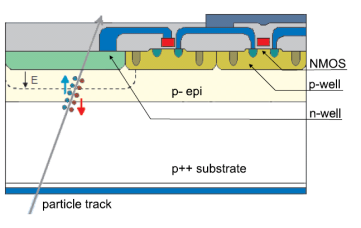 E
NMOS
p-well
p- epi
n-well
p++ substrate
particle track